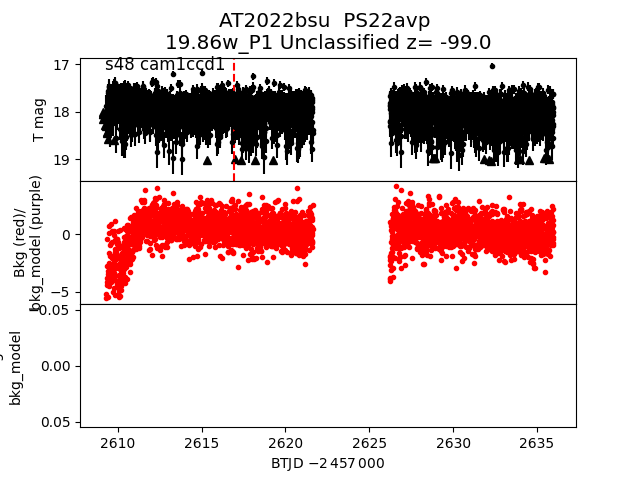 AT2022bsu  PS22avp
19.86w_P1 Unclassified z= -99.0
s48 cam1ccd1
17
18
19
T mag
0
−5
Bkg (red)/
bkg_model (purple)
0.05
0.00
0.05
bkg_model
2610
2615
2620
2625
2630
2635
BTJD −2 457 000